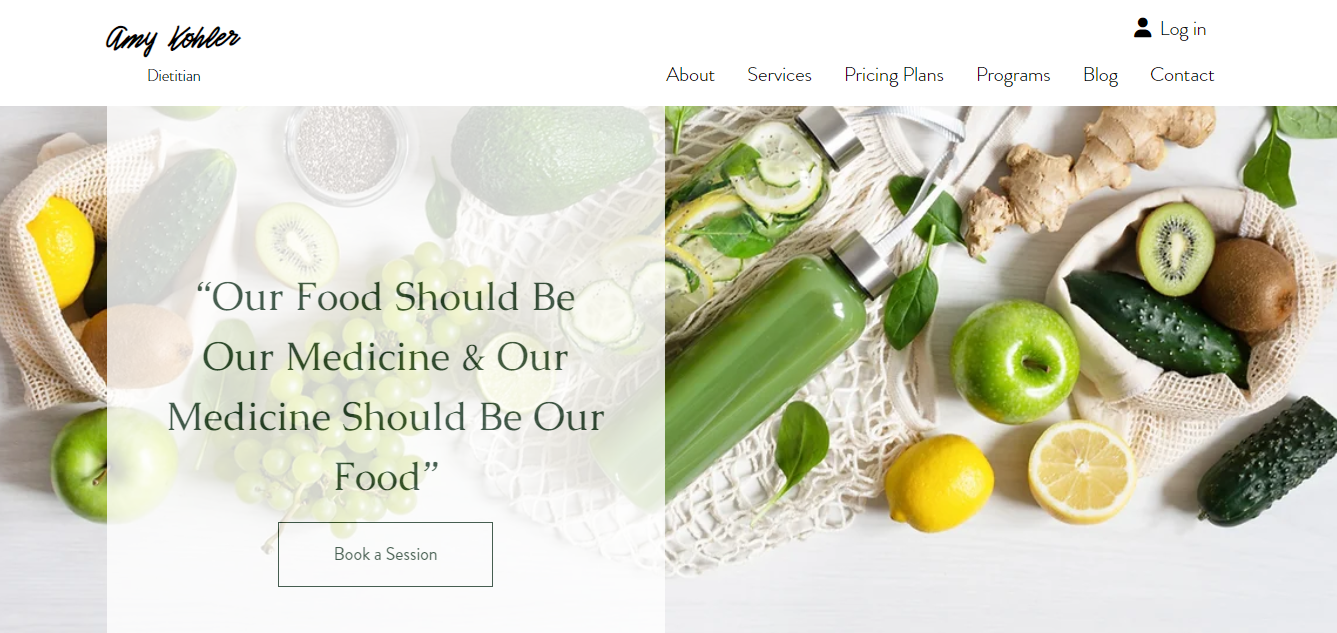 Amy Kohler
Dietitian
Log in
About Services Pricing Plans Programs Blog Contact
“Our Food Should Be
Our Medicine & Our
Medicine Should Be Our
Food”
Book a Session